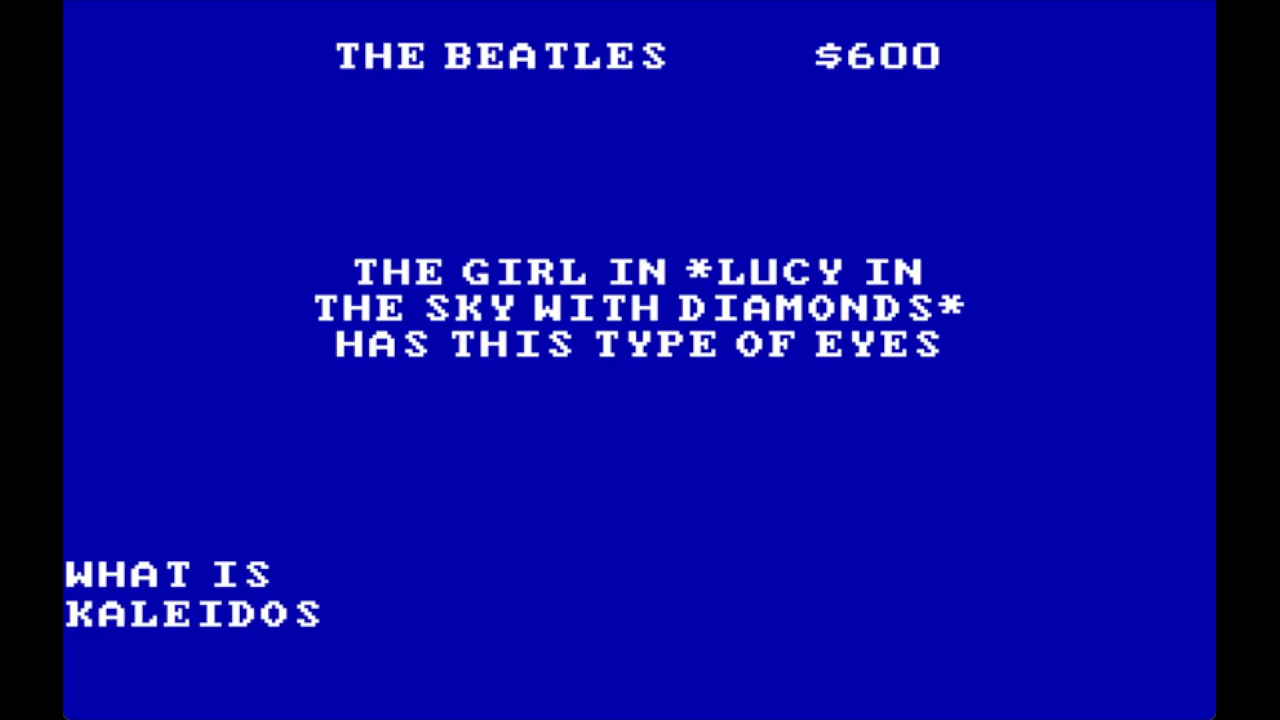 THE BEATLES $600
THE GIRL IN *LUCY IN
THE SKY WITH DIAMONDS*
HAS THIS TYPE OF EYES
WHAT IS
KALEIDOS